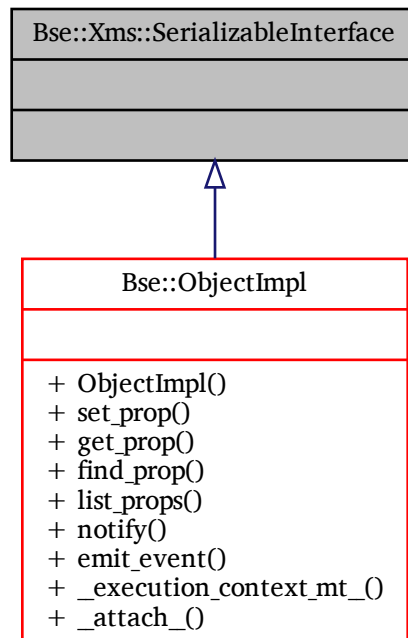 Bse::Xms::SerializableInterface
Bse::ObjectImpl
+ ObjectImpl()
+ set_prop()
+ get_prop()
+ find_prop()
+ list_props()
+ notify()
+ emit_event()
+ _execution_context_mt_()
+ _attach_()